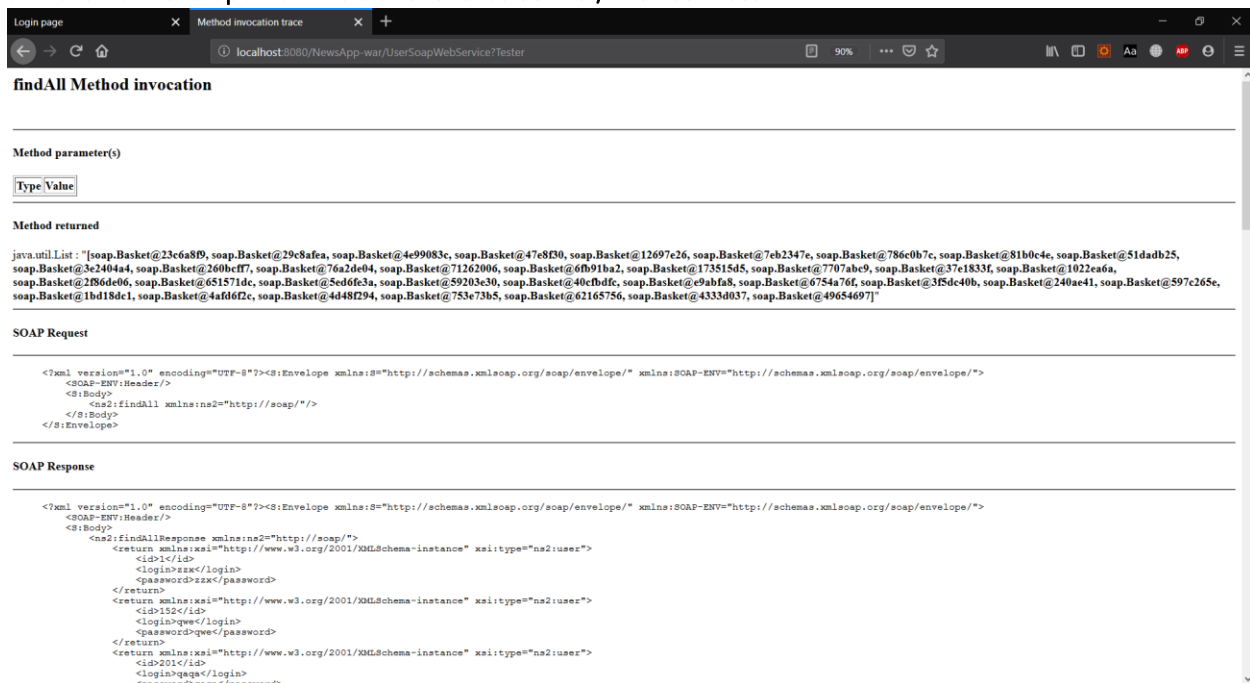 Login page
Method invocation trace
localhost:8080/NewsApp-war/UserSoapWebService?Tester
90%
Aa
ABP
findAll Method invocation
Method parameter(s)
Type Value
Method returned
java.util.List : "[soap.Basket@23c6a8f9, soap.Basket@29c8afea, soap.Basket@4e99083c, soap.Basket@47e8f30, soap.Basket@12697e26, soap.Basket@7eb2347e, soap.Basket@786c0b7c, soap.Basket@81b0c4e, soap.Basket@51dadb25,
soap.Basket@3e2404a4, soap.Basket@260bcff7, soap.Basket@76a2de04, soap.Basket@71262006, soap.Basket@6fb91ba2, soap.Basket@173515d5, soap.Basket@7707abc9, soap.Basket@37e1833f, soap.Basket@1022ea6a,
soap.Basket@2f86de06, soap.Basket@651571dc, soap.Basket@5ed6fe3a, soap.Basket@59203e30, soap.Basket@40cfbdfc, soap.Basket@e9abfa8, soap.Basket@6754a76f, soap.Basket@3f5dc40b, soap.Basket@240ae41, soap.Basket@597c265e,
soap.Basket@1bd18dc1, soap.Basket@4afd6f2c, soap.Basket@4d48f294, soap.Basket@753e73b5, soap.Basket@62165756, soap.Basket@4333d037, soap.Basket@49654697]"
SOAP Request
<?xml version="1.0" encoding="UTF-8"?><S:Envelope xmlns:S="http://schemas.xmlsoap.org/soap/envelope/" xmlns:SOAP-ENV="http://schemas.xmlsoap.org/soap/envelope/">
<SOAP-ENV:Header/>
<S:Body>
<ns2:findAll xmlns:ns2="http://soap/"/>
</S:Body>
</S:Envelope>
SOAP Response
<?xml version="1.0" encoding="UTF-8"?><S:Envelope xmlns:S="http://schemas.xmlsoap.org/soap/envelope/" xmlns:SOAP-ENV="http://schemas.xmlsoap.org/soap/envelope/">
<SOAP-ENV:Header/>
<S:Body>
<ns2:findAllResponse xmlns:ns2="http://soap/">
<return xmlns:xsi="http://www.w3.org/2001/XMLSchema-instance" xsi:type="ns2:user">
<id>1</id>
<login>zzx</login>
<password>zzx</password>
</return>
<return xmlns:xsi="http://www.w3.org/2001/XMLSchema-instance" xsi:type="ns2:user">
<id>152</id>
<login>qwe</login>
<password>qwe</password>
</return>
<return xmlns:xsi="http://www.w3.org/2001/XMLSchema-instance" xsi:type="ns2:user">
<id>201</id>
<login>qaqa</login>